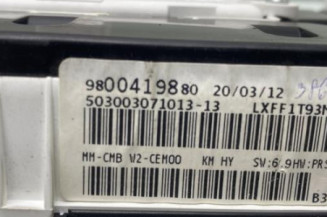 9800419880 20/03/12
503003071013-13 LXFF1T93M
MM-CMB V2-CEM00 KM HY SV:6.9HV:PRS
B3